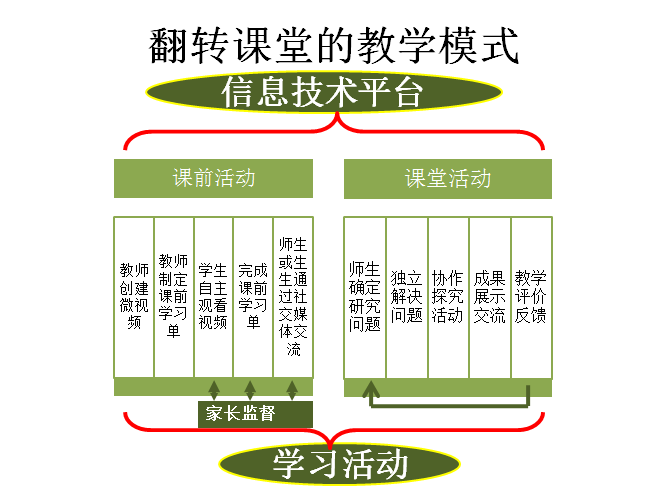 翻转课堂的教学模式
信息技术平台
课前活动
课堂活动
教师
创建
微视
频
教师
制定
课前
学习
单
学生
自主
观看
视频
完成
课前
学习
单
师生
或生
生通
过社
交媒
体交
流
师生
确定
研究
问题
独立
解决
问题
协作
探究
活动
成果
展示
交流
教学
评价
反馈
家长监督
学习活动